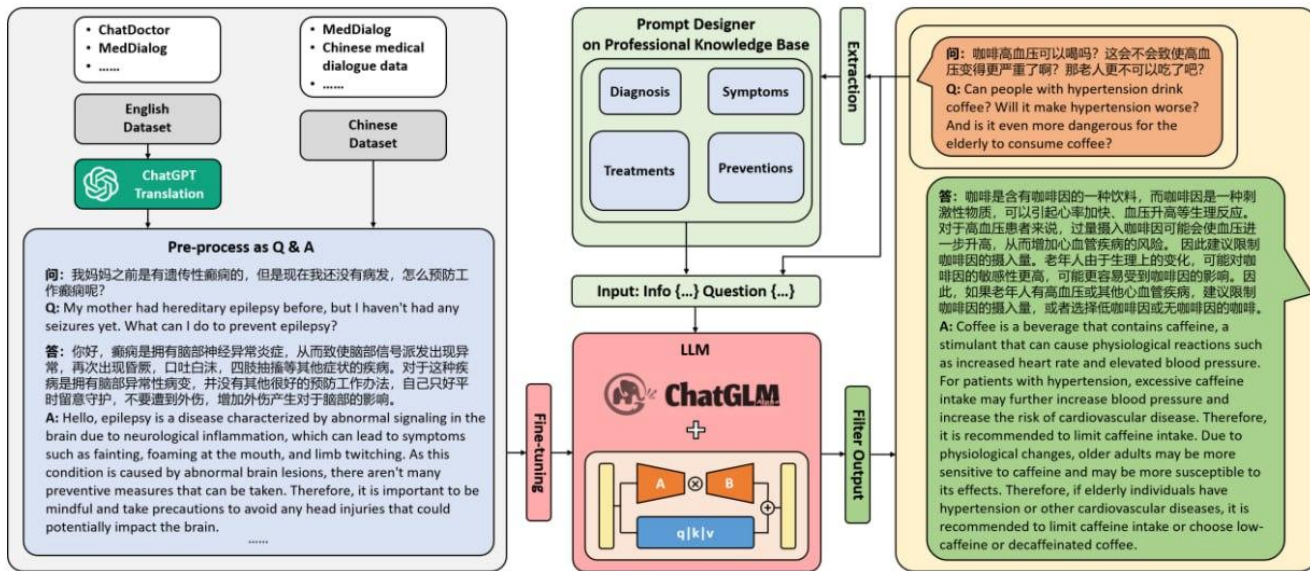 ChatDoctor
MedDialog
……
English
Dataset
ChatGPT
Translation
MedDialog
Chinese medical
dialogue data
……
Chinese
Dataset
Pre-process as Q & A
问：我妈妈之前是有遗传性癫痫的，但是现在我还没有病发，怎么预防工
作癫痫呢？
Q: My mother had hereditary epilepsy before, but I haven't had any
seizures yet. What can I do to prevent epilepsy?
答：你好，癫痫是拥有脑部神经异常炎症，从而致使脑部信号派发出现异
常，再次出现昏厥，口吐白沫，四肢抽搐等其他症状的疾病。对于这种疾
病是拥有脑部异常性病变，并没有其他很好的预防工作办法，自己只好平
时留意守护，不要遭到外伤，增加外伤产生对于脑部的影响。
A: Hello, epilepsy is a disease characterized by abnormal signaling in the
brain due to neurological inflammation, which can lead to symptoms
such as fainting, foaming at the mouth, and limb twitching. As this
condition is caused by abnormal brain lesions, there aren't many
preventive measures that can be taken. Therefore, it is important to be
mindful and take precautions to avoid any head injuries that could
potentially impact the brain.
……
Fine-tuning
Prompt Designer
on Professional Knowledge Base
Diagnosis
Symptoms
Treatments
Preventions
Extraction
Input: Info {…} Question {…}
LLM
ChatGLM
A
⊗
B
q|k|v
Filter Output
问：咖啡高血压可以喝吗？这会不会致使高血
压变得更严重了啊？那老人更不可以吃了吧？
Q: Can people with hypertension drink
coffee? Will it make hypertension worse?
And is it even more dangerous for the
elderly to consume coffee?
答：咖啡是含有咖啡因的一种饮料，而咖啡因是一种刺
激性物质，可以引起心率加快、血压升高等生理反应。
对于高血压患者来说，过量摄入咖啡因可能会使血压进
一步升高，从而增加心血管疾病的风险。 因此建议限制
咖啡因的摄入量。老年人由于生理上的变化，可能对咖
啡因的敏感性更高，可能更容易受到咖啡因的影响。因
此，如果老年人有高血压或其他心血管疾病，建议限制
咖啡因的摄入量，或者选择低咖啡因或无咖啡因的咖啡。
A: Coffee is a beverage that contains caffeine, a
stimulant that can cause physiological reactions such
as increased heart rate and elevated blood pressure.
For patients with hypertension, excessive caffeine
intake may further increase blood pressure and
increase the risk of cardiovascular disease. Therefore,
it is recommended to limit caffeine intake. Due to
physiological changes, older adults may be more
sensitive to caffeine and may be more susceptible to
its effects. Therefore, if elderly individuals have
hypertension or other cardiovascular diseases, it is
recommended to limit caffeine intake or choose low-
caffeine or decaffeinated coffee.